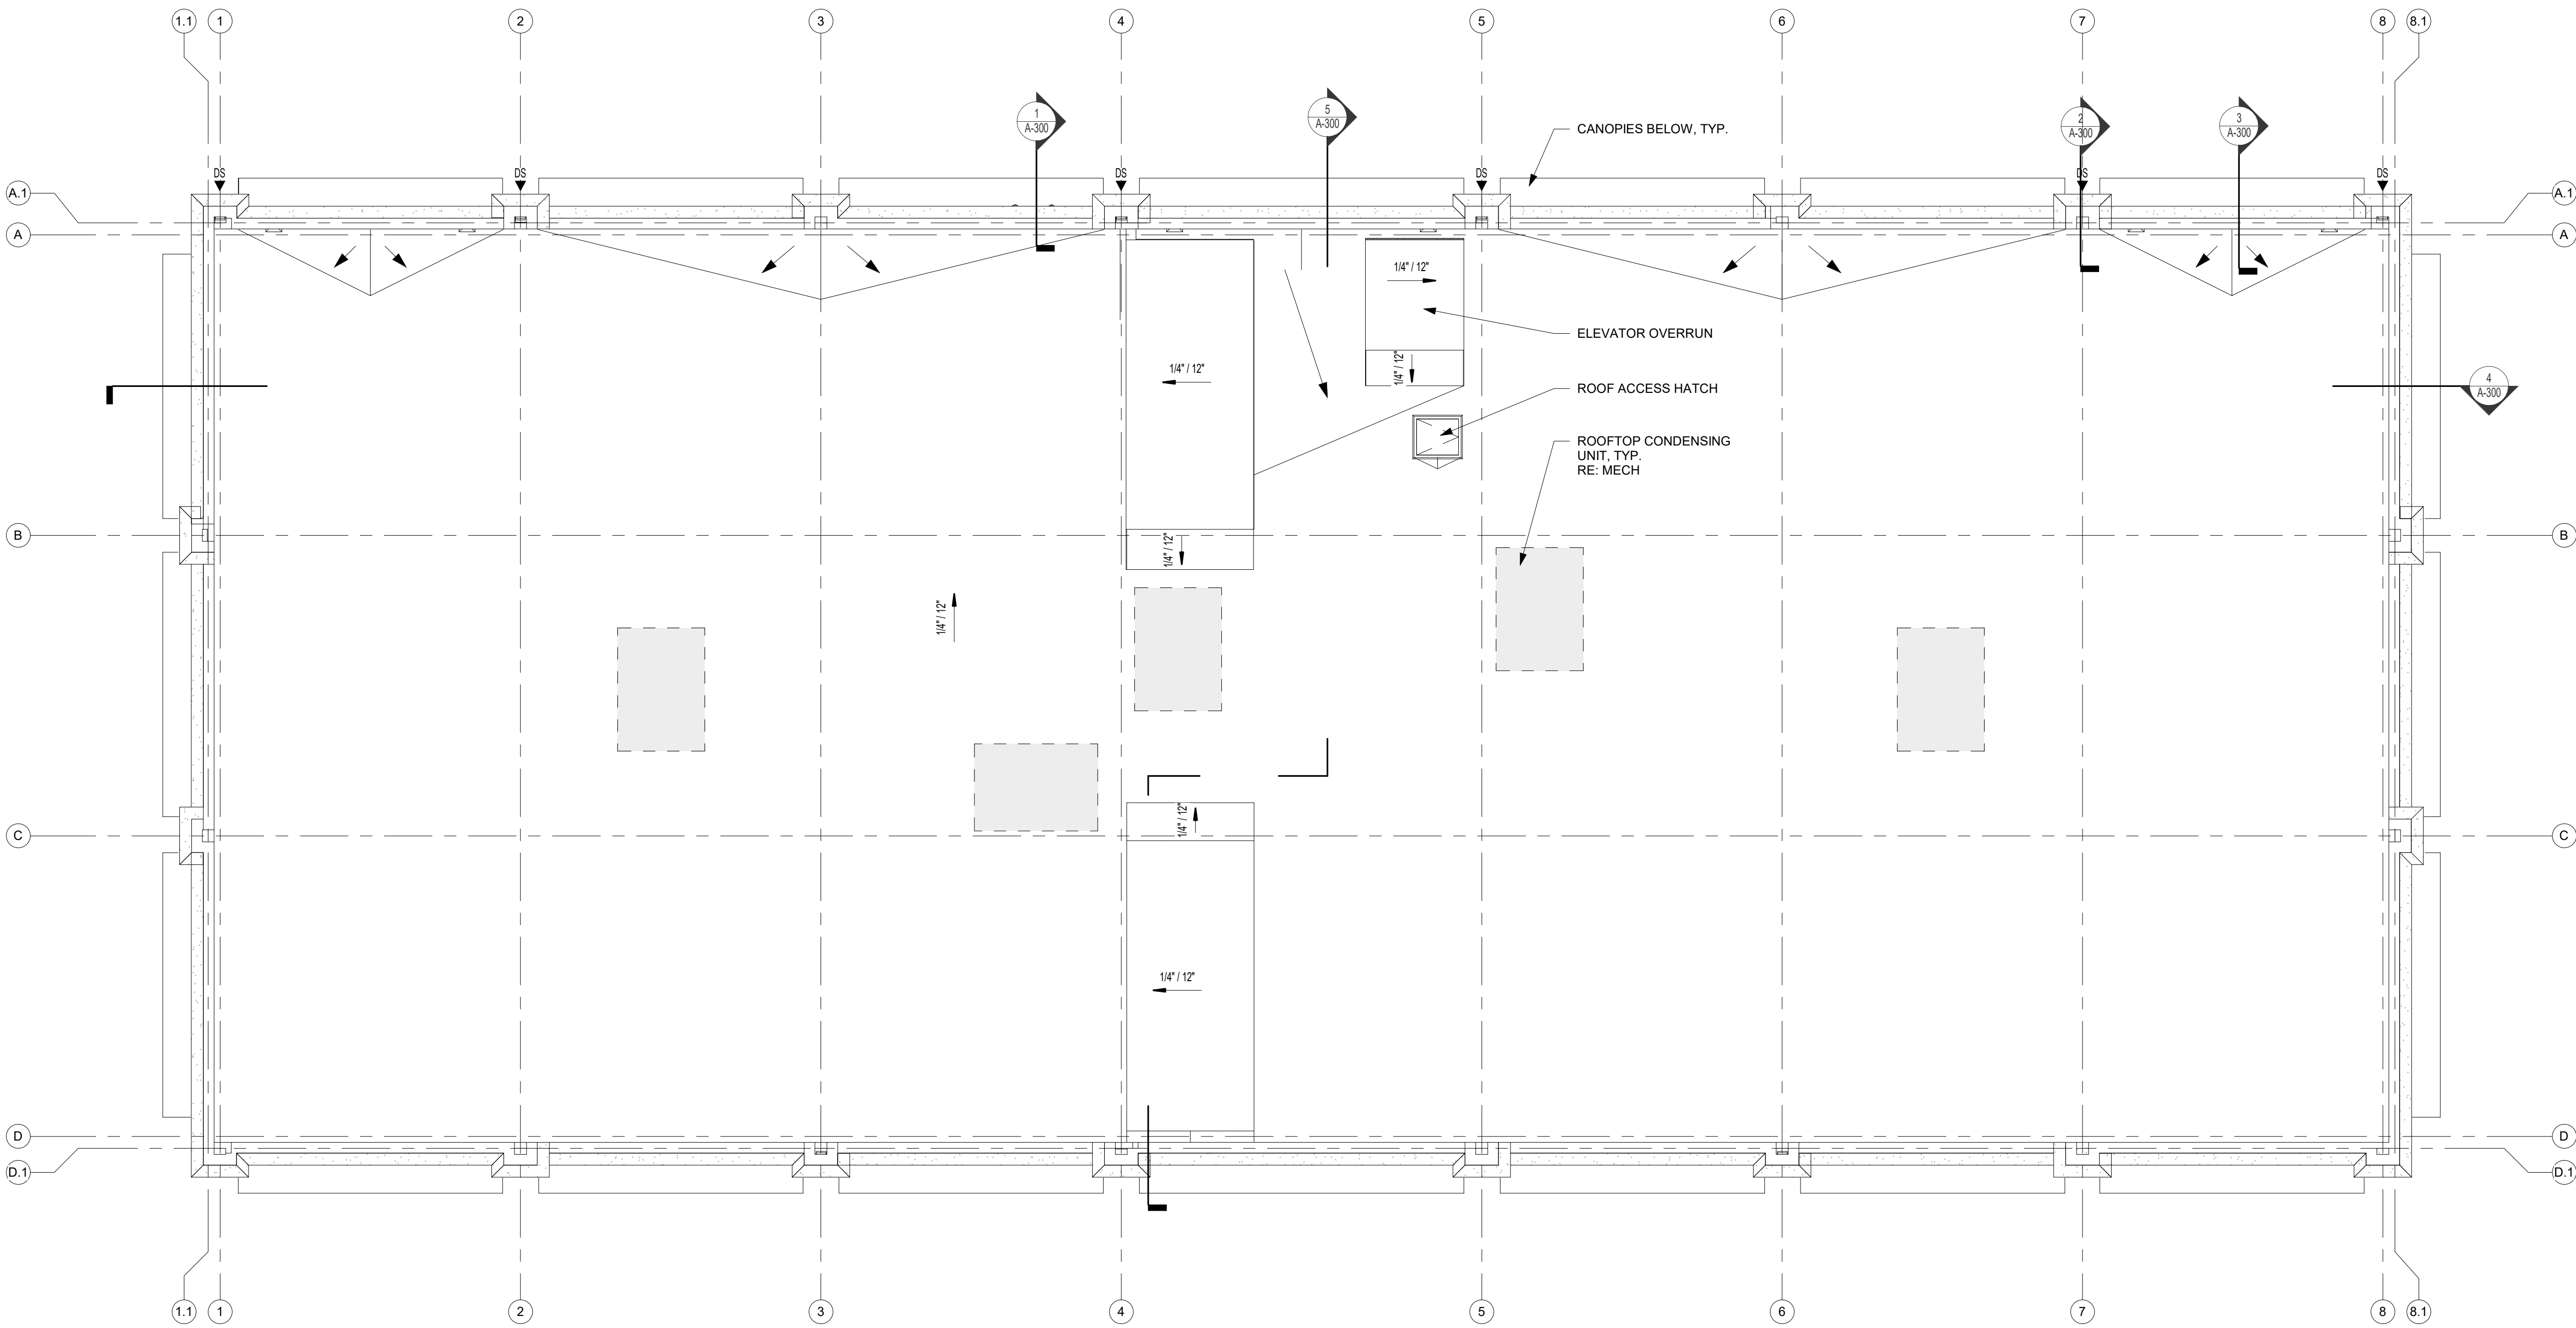 1.1 1 2 3 4 5 6 7 8 8.1
1
A-300
5
A-300
2
A-300
3
A-300
CANOPIES BELOW, TYP.
DS DS DS DS DS DS
A.1 A.1
A A
1/4" / 12"
ELEVATOR OVERRUN
1/4" / 12"
1/4" / 12"
ROOF ACCESS HATCH
4
A-300
ROOFTOP CONDENSING
UNIT, TYP.
RE: MECH
B B
1/4" / 12"
1/4" / 12"
1/4" / 12"
C C
1/4" / 12"
D D
D.1 D.1
1.1 1 2 3 4 5 6 7 8 8.1